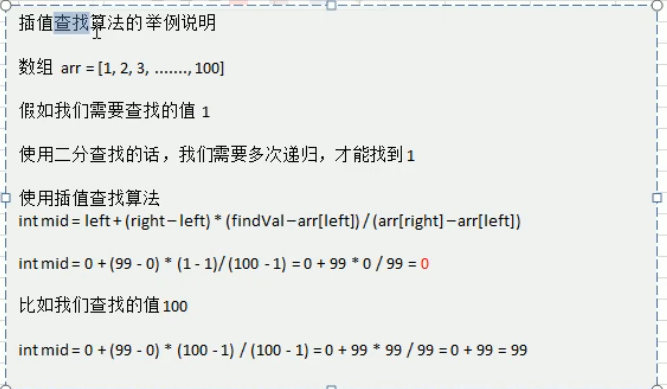 插值查找算法的举例说明
数组 arr = [1, 2, 3, ......., 100]
假如我们需要查找的值 1
使用二分查找的话，我们需要多次递归，才能找到 1
使用插值查找算法
int mid = left + (right – left) * (findVal – arr[left]) / (arr[right] – arr[left])
int mid = 0 + (99 - 0) * (1 - 1)/ (100 - 1) = 0 + 99 * 0 / 99 = 0
比如我们查找的值 100
int mid = 0 + (99 - 0) * (100 - 1) / (100 - 1) = 0 + 99 * 99 / 99 = 0 + 99 = 99